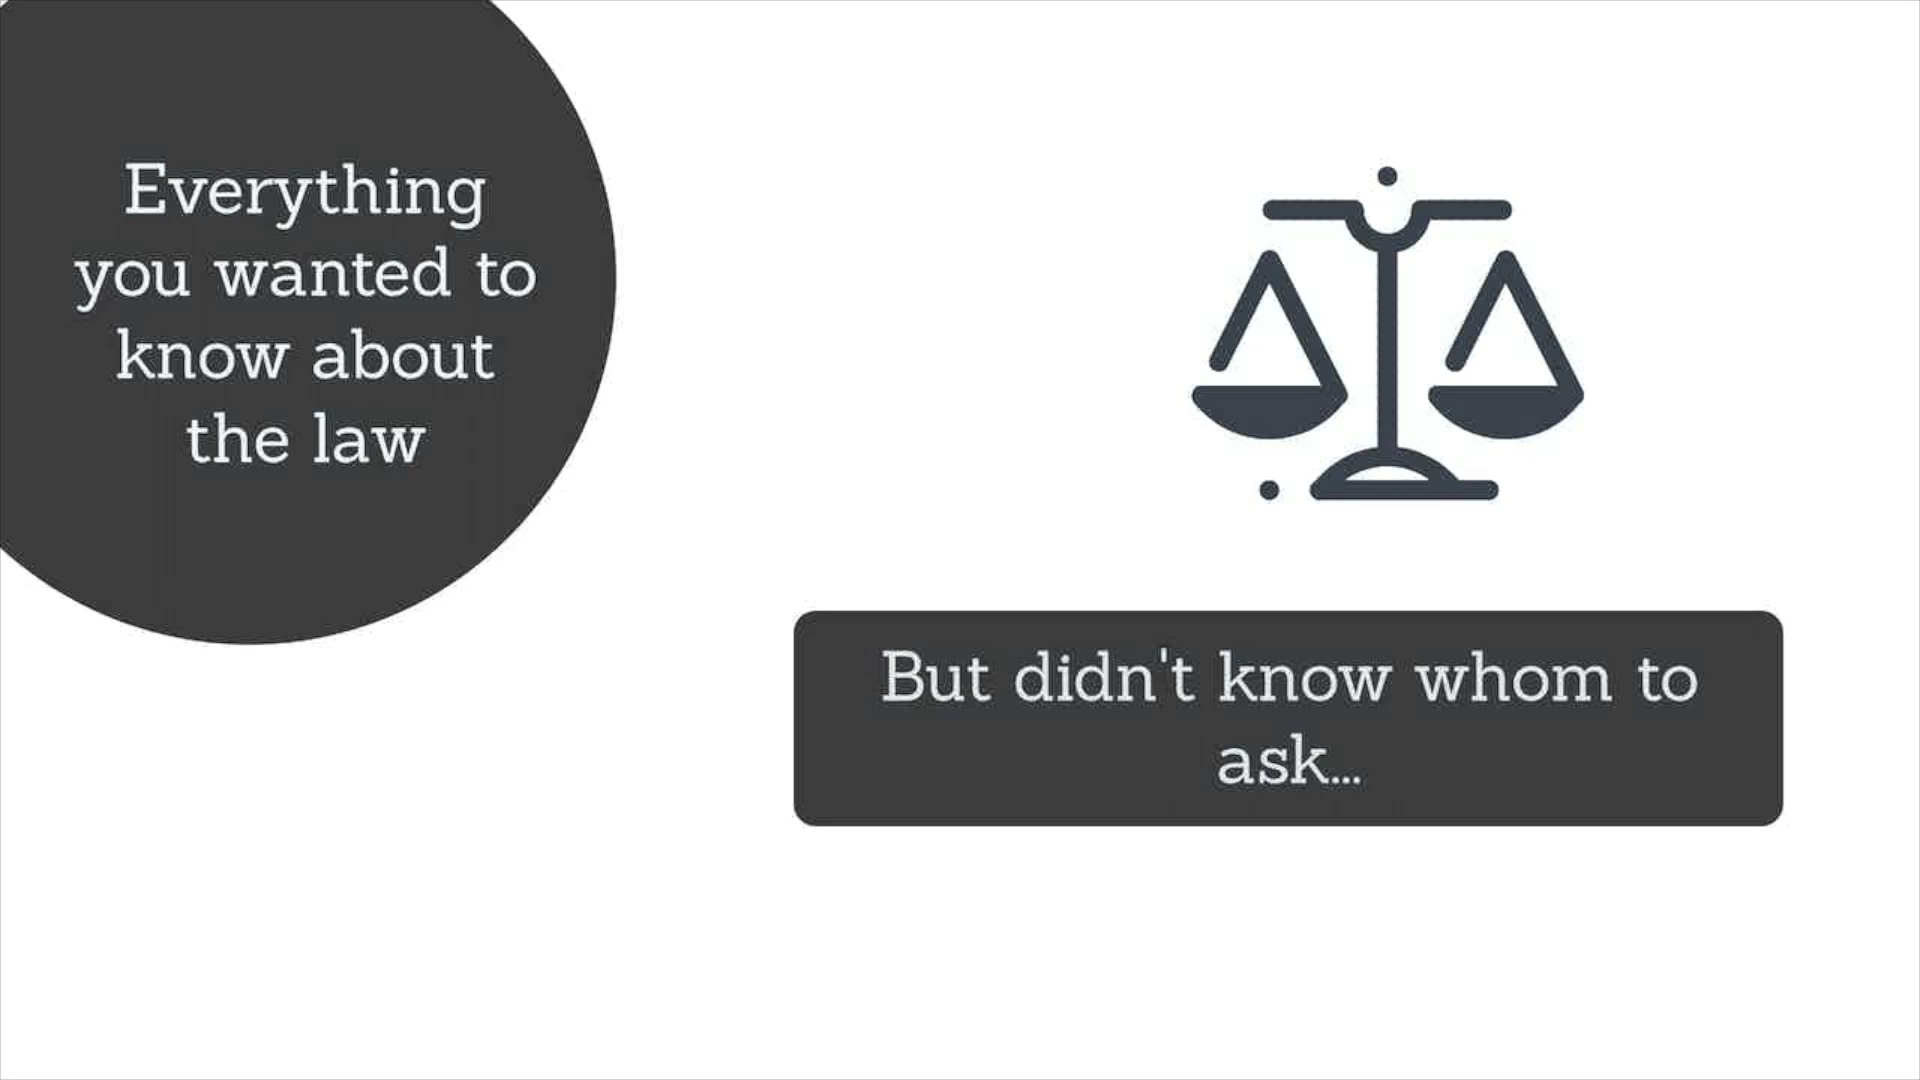 Everything
you wanted to
know about
the law
But didn't know whom to
ask...